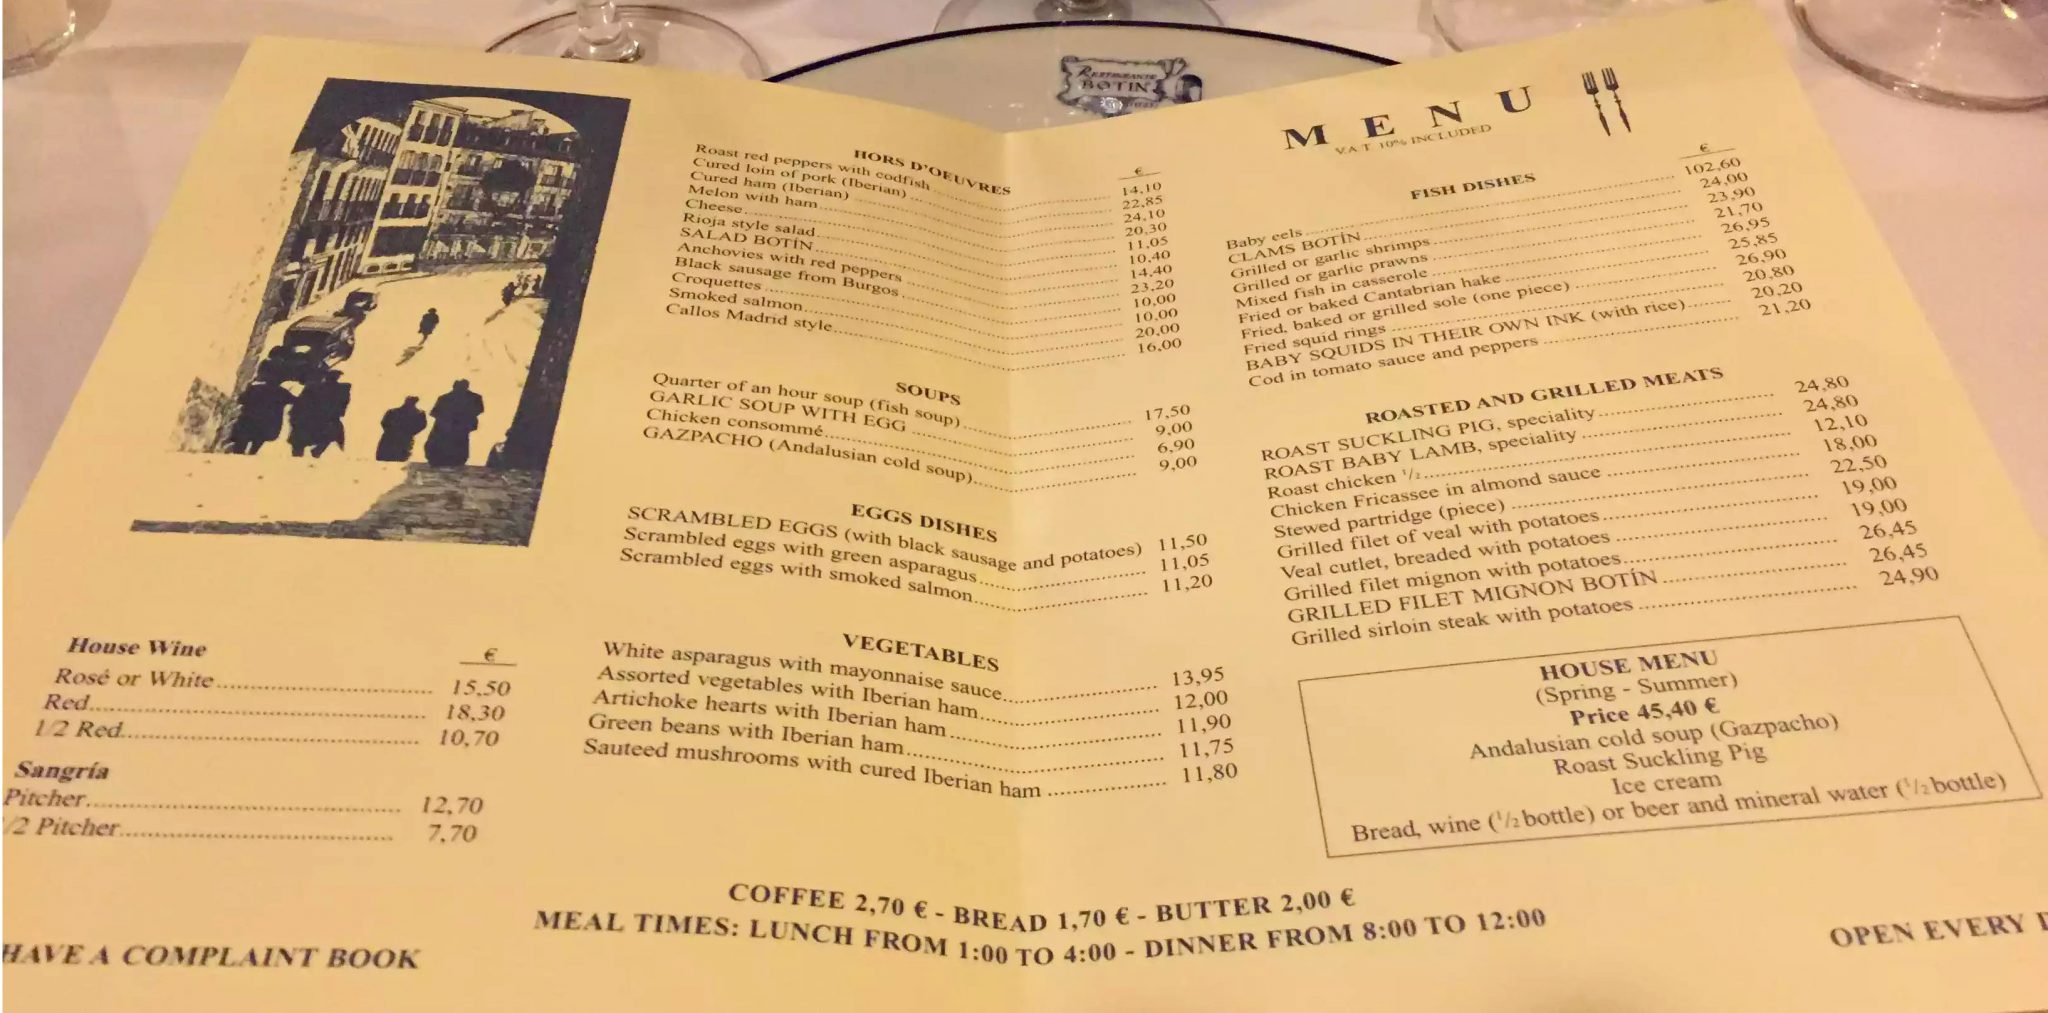 RESTAURANTE
BOTIN
MENU
V.A.T. 10% INCLUDED
HORS D'OEUVRES
€
Roast red peppers with codfish 14,10
Cured loin of pork (Iberian) 22,85
Cured ham (Iberian) 24,10
Melon with ham 20,30
Cheese 11,05
Rioja style salad 10,40
SALAD BOTÍN 14,40
Anchovies with red peppers 23,20
Black sausage from Burgos 10,00
Croquettes 10,00
Smoked salmon 20,00
Callos Madrid style 16,00
SOUPS
Quarter of an hour soup (fish soup) 17,50
GARLIC SOUP WITH EGG 9,00
Chicken consommé 6,90
GAZPACHO (Andalusian cold soup) 9,00
EGGS DISHES
SCRAMBLED EGGS (with black sausage and potatoes) 11,50
Scrambled eggs with green asparagus 11,05
Scrambled eggs with smoked salmon 11,20
VEGETABLES
White asparagus with mayonnaise sauce 13,95
Assorted vegetables with Iberian ham 12,00
Artichoke hearts with Iberian ham 11,90
Green beans with Iberian ham 11,75
Sauteed mushrooms with cured Iberian ham 11,80
FISH DISHES
€
Baby eels 102,60
CLAMS BOTÍN 24,00
Grilled or garlic shrimps 23,90
Grilled or garlic prawns 21,70
Mixed fish in casserole 26,95
Fried or baked Cantabrian hake 25,85
Fried, baked or grilled sole (one piece) 26,90
Fried squid rings 20,80
BABY SQUIDS IN THEIR OWN INK (with rice) 20,20
Cod in tomato sauce and peppers 21,20
ROASTED AND GRILLED MEATS
ROAST SUCKLING PIG, speciality 24,80
ROAST BABY LAMB, speciality 24,80
Roast chicken 1/2 12,10
Chicken Fricassee in almond sauce 18,00
Stewed partridge (piece) 22,50
Grilled filet of veal with potatoes 19,00
Veal cutlet, breaded with potatoes 19,00
Grilled filet mignon with potatoes 26,45
GRILLED FILET MIGNON BOTÍN 26,45
Grilled sirloin steak with potatoes 24,90
HOUSE MENU
(Spring - Summer)
Price 45,40 €
Andalusian cold soup (Gazpacho)
Roast Suckling Pig
Ice cream
Bread, wine (1/2 bottle) or beer and mineral water (1/2 bottle)
House Wine
€
Rosé or White 15,50
Red 18,30
1/2 Red 10,70
Sangría
Pitcher 12,70
/2 Pitcher 7,70
COFFEE 2,70 € - BREAD 1,70 € - BUTTER 2,00 €
MEAL TIMES: LUNCH FROM 1:00 TO 4:00 - DINNER FROM 8:00 TO 12:00
HAVE A COMPLAINT BOOK
OPEN EVERY